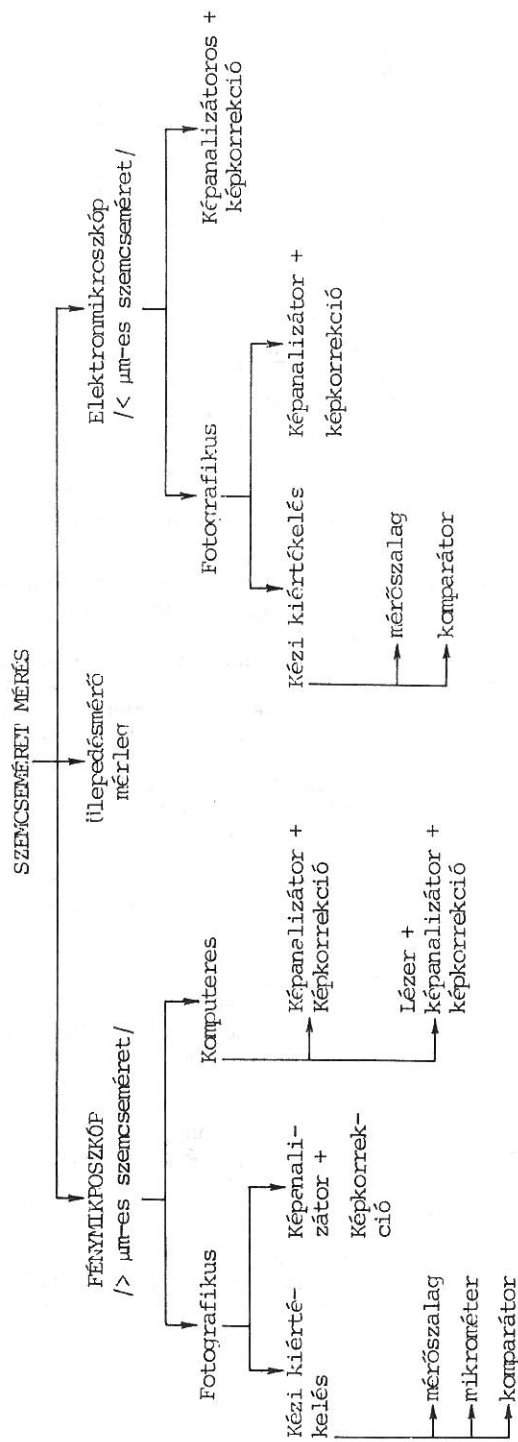 SZEMCSEMÉRET MÉRÉS
FÉNYMIKPOSZKÓP
/> µm-es szemcseméret/
Ülepedésmérő
mérleg
Elektronmikroszkóp
/< µm-es szemcseméret/
Fotografikus
Komputeres
Fotografikus
Képanalizátoros +
képkorrekció
Kézi kiérté-
kelés
Képanali-
zátor +
Képkorrek-
ció
Képanalizátor +
Képkorrekció
Lézer +
képanalizátor +
képkorrekció
Kézi kiértékelés
Képanalizátor +
képkorrekció
mérőszalag
mikrométer
komparátor
mérőszalag
komparátor